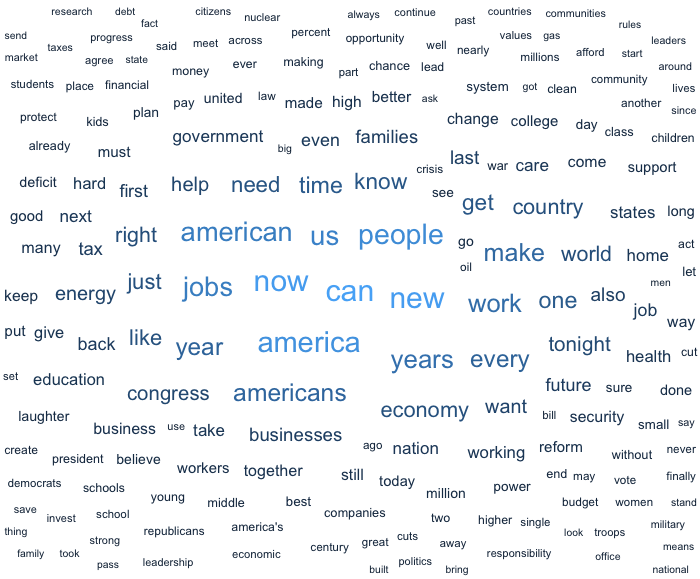 research debt citizens nuclear always continue past countries communities
fact rules
send progress said meet across percent opportunity well nearly values gas leaders
market taxes agree state ever making part chance lead millions afford start around
students place financial money system got clean community lives
pay united law made high better ask another since
protect kids plan change college day class children
already must government big even families last war care come support
deficit hard first help need time know crisis see get country states long
good next right american us people go make world home act
many tax oil let
keep energy just jobs now can new work one also men job way
put give back like year america years every tonight health cut
set education congress americans economy want future sure done
laughter business use take businesses ago nation bill security small say
create president believe workers together still today working reform without never
democrats schools young middle best million power end may vote finally
save invest school companies two higher single budget women stand
thing strong republicans america's century great cuts away look troops military
family took pass leadership economic built politics bring responsibility office means national